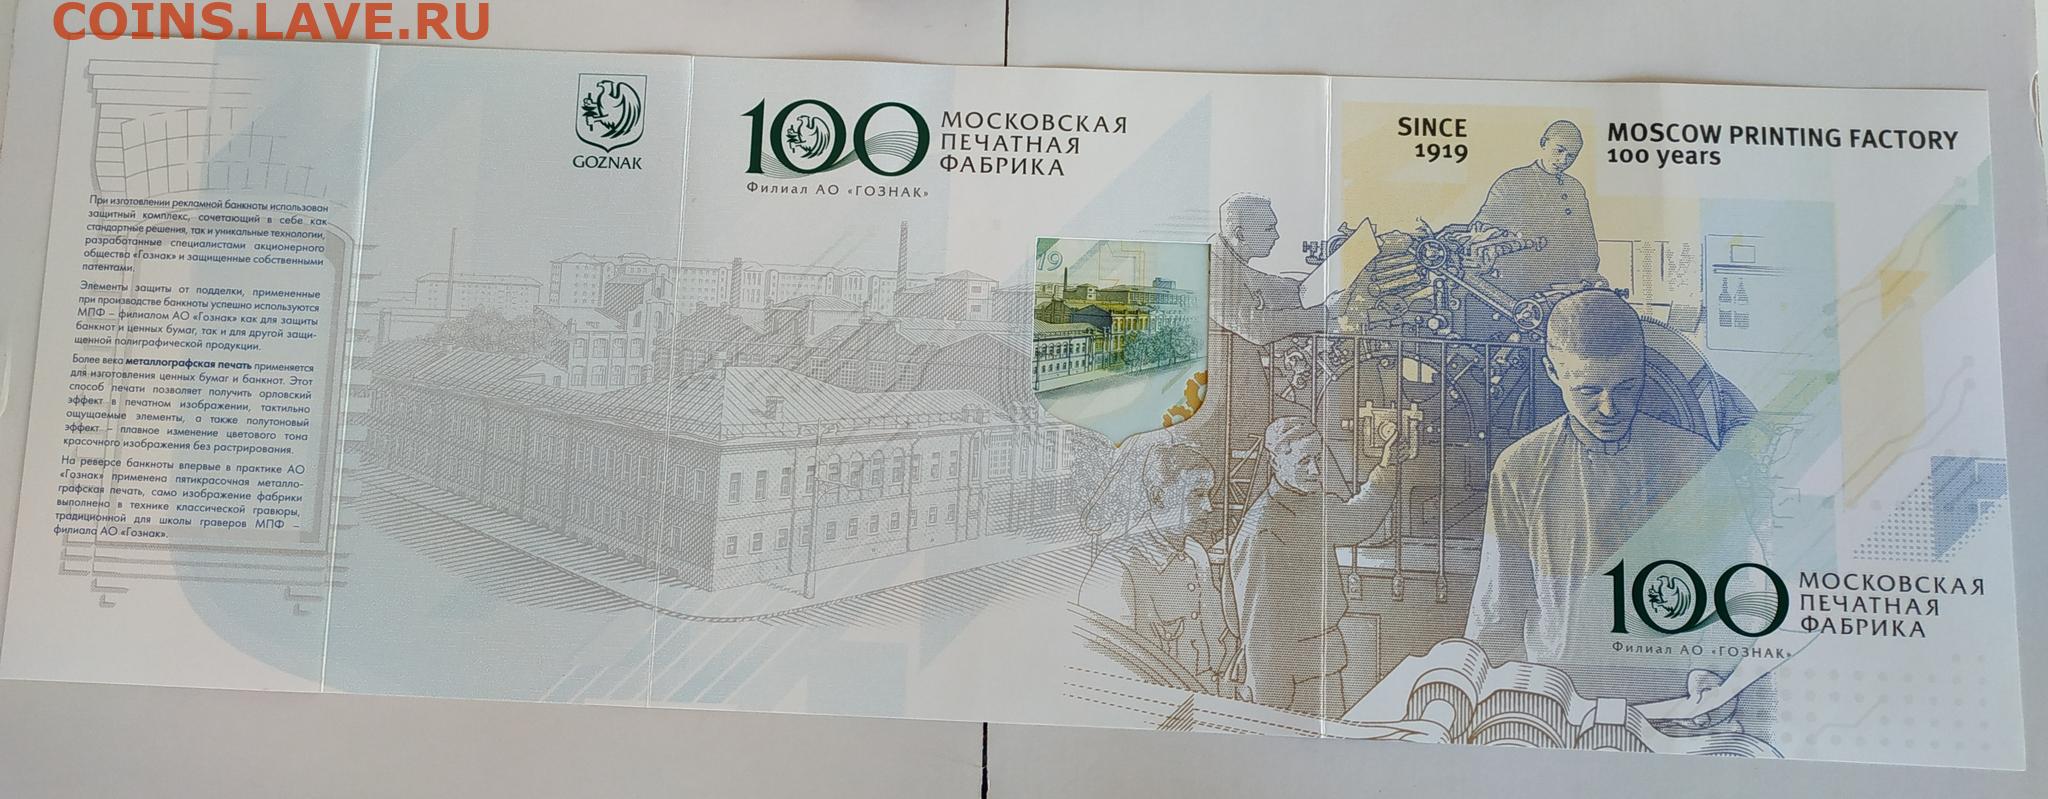 COINS.LAVE.RU
При изготовлении рекламной банкноты использован
защитный комплекс, сочетающий в себе как
стандартные решения, так и уникальные технологии,
разработанные специалистами акционерного
общества «Гознак» и защищенные собственными
патентами.
Элементы защиты от подделки, примененные
при производстве банкноты успешно используются
МПФ – филиалом АО «Гознак» как для защиты
банкнот и ценных бумаг, так и для другой защи-
щенной полиграфической продукции.
Более века металлографская печать применяется
для изготовления ценных бумаг и банкнот. Этот
способ печати позволяет получить орловский
эффект в печатном изображении, тактильно
ощущаемые элементы, а также полутоновый
эффект – плавное изменение цветового тона
красочного изображения без растрирования.
На реверсе банкноты впервые в практике АО
«Гознак» применена пятикрасочная металло-
графская печать, само изображение фабрики
выполнено в технике классической гравюры,
традиционной для школы граверов МПФ –
филиала АО «Гознак».
GOZNAK
100
МОСКОВСКАЯ
ПЕЧАТНАЯ
ФАБРИКА
Филиал АО «ГОЗНАК»
19
SINCE
1919
MOSCOW PRINTING FACTORY
100 years
100
МОСКОВСКАЯ
ПЕЧАТНАЯ
ФАБРИКА
Филиал АО «ГОЗНАК»